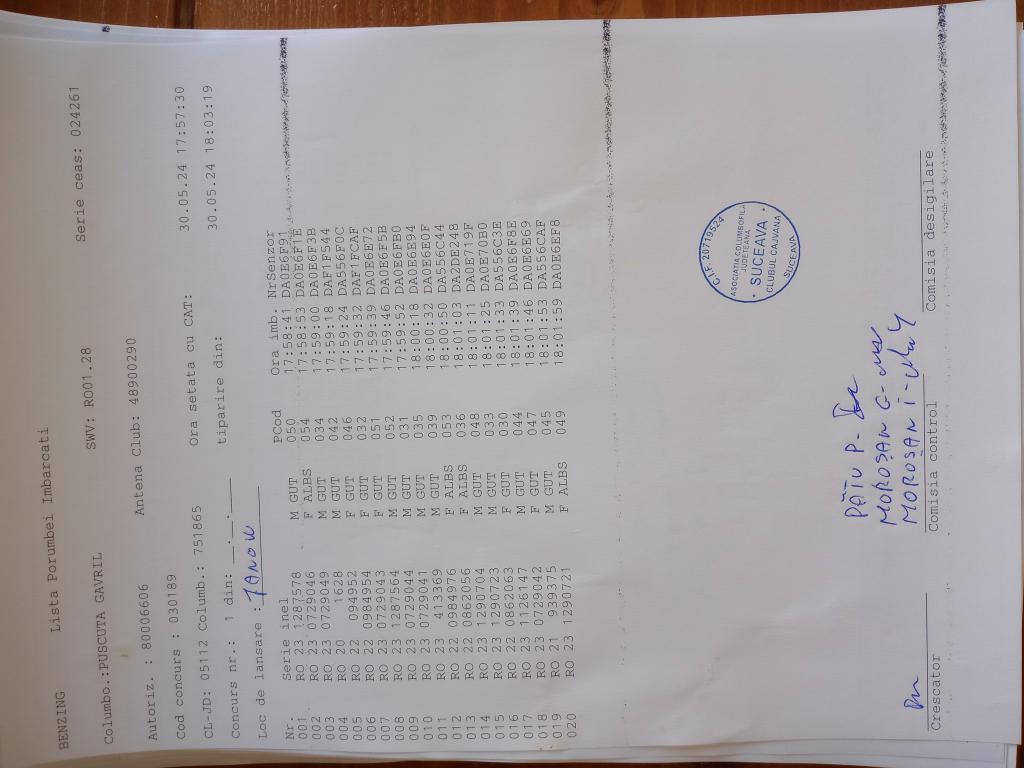 BENZING Lista Porumbei Imbarcati
Columbo.:PUSCUTA GAVRIL SWV: RO01.28 Serie ceas: 024261
Autoriz. : 80006606 Antena Club: 48900290
Cod concurs : 030189
CL-JD: 05112 Columb.: 751865 Ora setata cu CAT: 30.05.24 17:57:30
Concurs nr.: 1 din: __.__.____ tiparire din: 30.05.24 18:03:19
Loc de lansare : JANOW
Nr. Serie inel PCod Ora imb. NrSenzor
001 RO 23 1287578 M GUT 050 17:58:41 DA0E6F91
002 RO 23 0729046 F ALBS 054 17:58:53 DA0E6F1E
003 RO 23 0729049 M GUT 034 17:59:00 DA0E6F3B
004 RO 20 1628 M GUT 042 17:59:18 DAF1F544
005 RO 22 094952 F GUT 046 17:59:24 DA556F0C
006 RO 22 0984954 F GUT 032 17:59:32 DAF1FCAF
007 RO 23 0729043 F GUT 051 17:59:39 DA0E6E72
008 RO 23 1287564 M GUT 052 17:59:46 DA0E6F5B
009 RO 23 0729044 M GUT 031 17:59:52 DA0E6FB0
010 RO 23 0729041 M GUT 035 18:00:18 DA0E6E94
011 RO 23 413369 M GUT 039 18:00:32 DA0E6E0F
012 RO 22 0984976 F ALBS 053 18:00:50 DA556C44
013 RO 22 0862056 F ALBS 036 18:01:03 DA2DE248
014 RO 23 1290704 M GUT 048 18:01:11 DA0E719F
015 RO 23 1290723 M GUT 033 18:01:25 DA0E70B0
016 RO 22 0862063 F GUT 030 18:01:33 DA556C3E
017 RO 23 1126147 M GUT 044 18:01:39 DA0E6F8E
018 RO 23 0729042 F GUT 047 18:01:46 DA0E6E69
019 RO 21 939375 M GUT 045 18:01:53 DA556CAF
020 RO 23 1290721 F ALBS 049 18:01:59 DA0E6EF8
C.I.F. 20719524
ASOCIATIA COLUMBOFILA
JUDETEANA
* SUCEAVA *
CLUBUL CAJVANA
SUCEAVA
PĂȚU P-
MOROȘAN G-
MOROȘAN I-
Crescator Comisia control Comisia desigilare